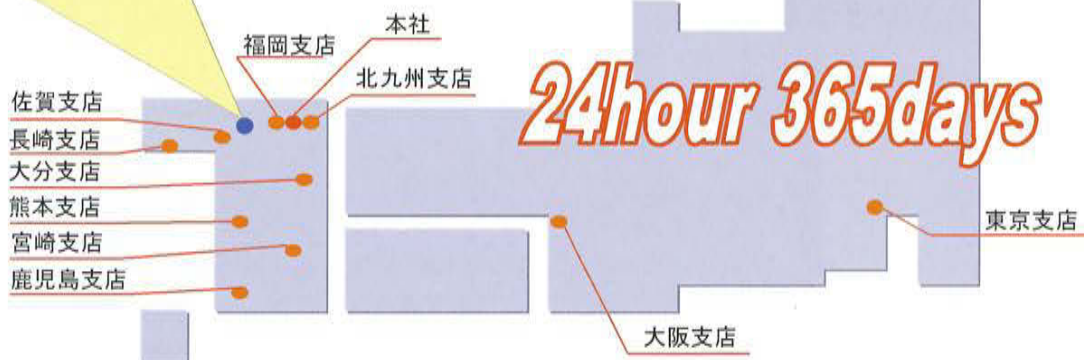 本社
福岡支店
北九州支店
24hour 365days
佐賀支店
長崎支店
大分支店
熊本支店
宮崎支店
鹿児島支店
東京支店
大阪支店